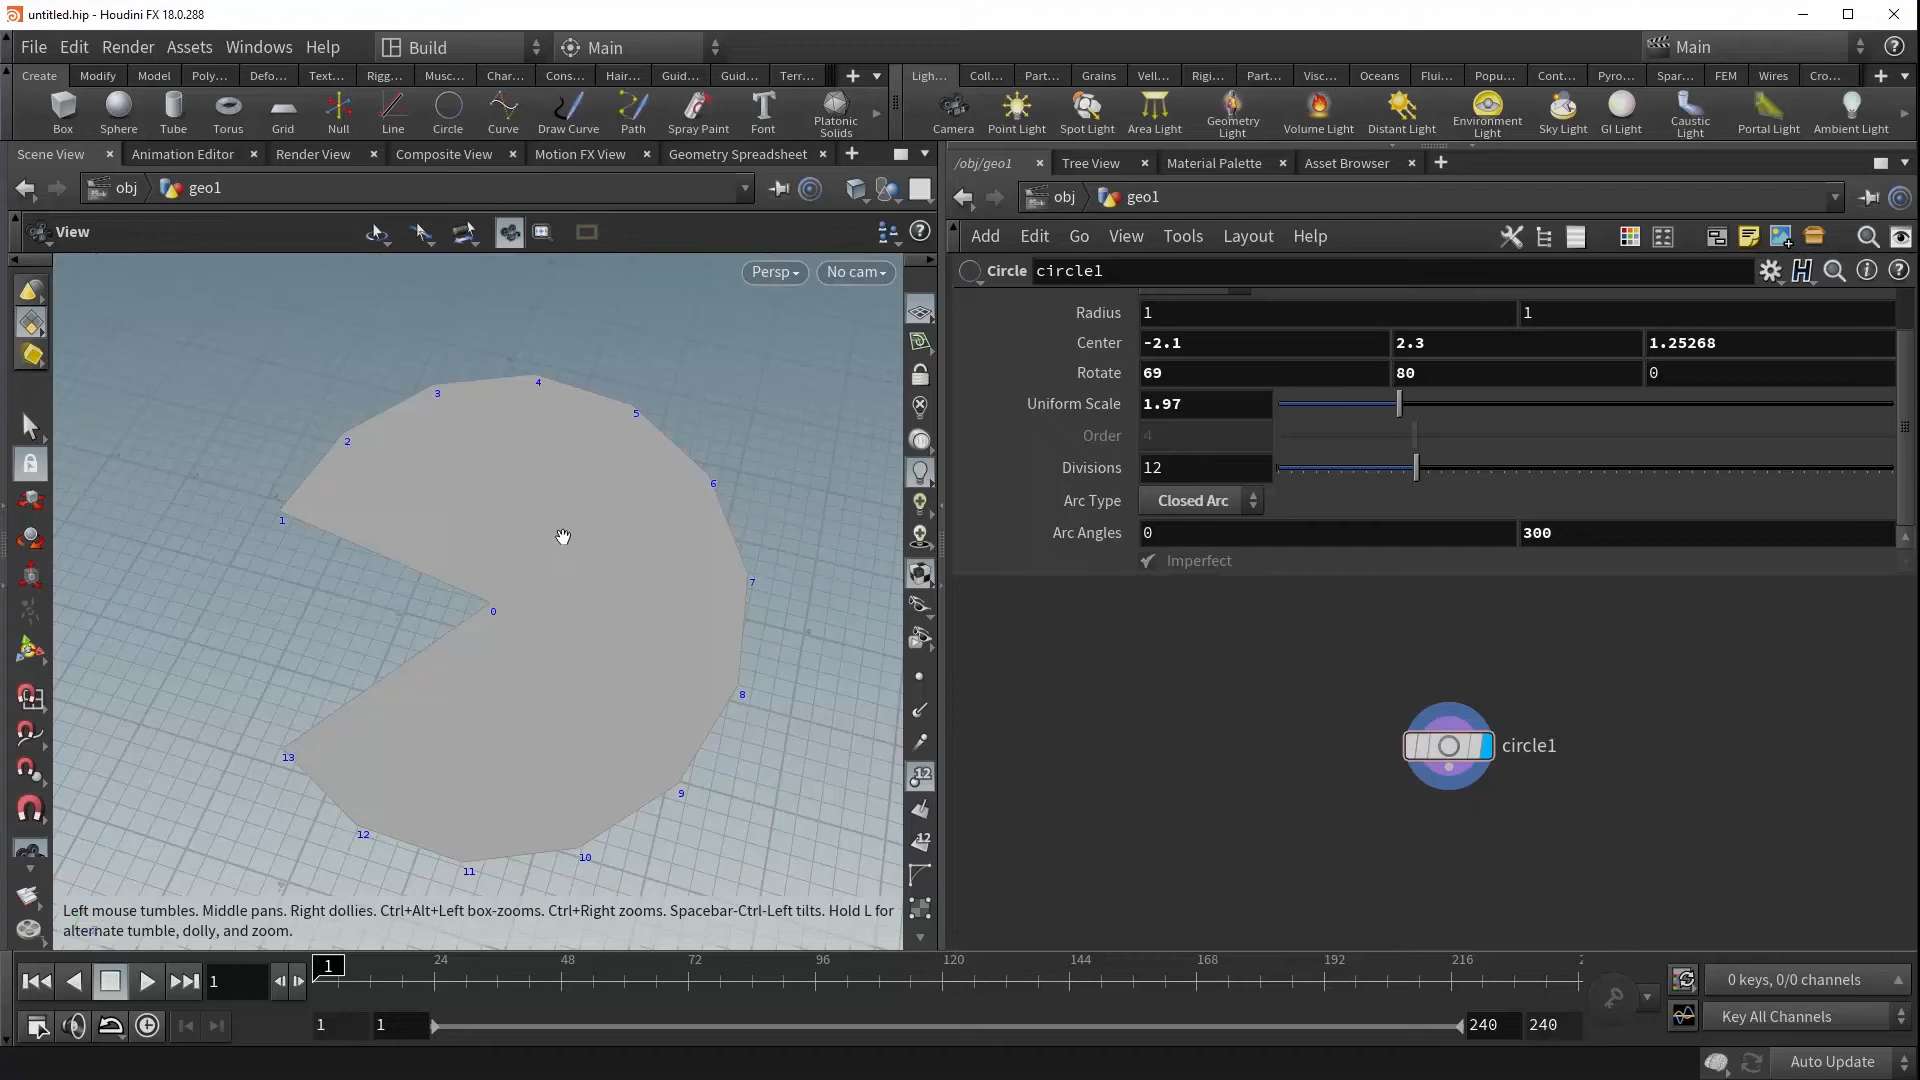 untitled.hip - Houdini FX 18.0.288
File Edit Render Assets Windows Help Build Main Main
Create Modify Model Poly... Defo... Text... Rigg... Musc... Char... Cons... Hair... Guid... Guid... Terr...
Ligh... Coll... Part... Grains Vell... Rigi... Part... Visc... Oceans Flui... Popu... Cont... Pyro... Spar... FEM Wires Cro...
Box Sphere Tube Torus Grid Null Line Circle Curve Draw Curve Path Spray Paint Font Platonic Solids
Camera Point Light Spot Light Area Light Geometry Light Volume Light Distant Light Environment Light Sky Light GI Light Caustic Light Portal Light Ambient Light
Scene View Animation Editor Render View Composite View Motion FX View Geometry Spreadsheet
/obj/geo1 Tree View Material Palette Asset Browser
obj geo1
obj geo1
View
Add Edit Go View Tools Layout Help
Persp No cam
Circle circle1
Radius 1 1
Center -2.1 2.3 1.25268
Rotate 69 80 0
Uniform Scale 1.97
Order 4
Divisions 12
Arc Type Closed Arc
Arc Angles 0 300
Imperfect
4
3
5
2
6
1
7
0
8
13
9
12
10
11
12
12
circle1
Left mouse tumbles. Middle pans. Right dollies. Ctrl+Alt+Left box-zooms. Ctrl+Right zooms. Spacebar-Ctrl-Left tilts. Hold L for
alternate tumble, dolly, and zoom.
1 1 24 48 72 96 120 144 168 192 216
0 keys, 0/0 channels
1 1 240 240
Key All Channels
Auto Update